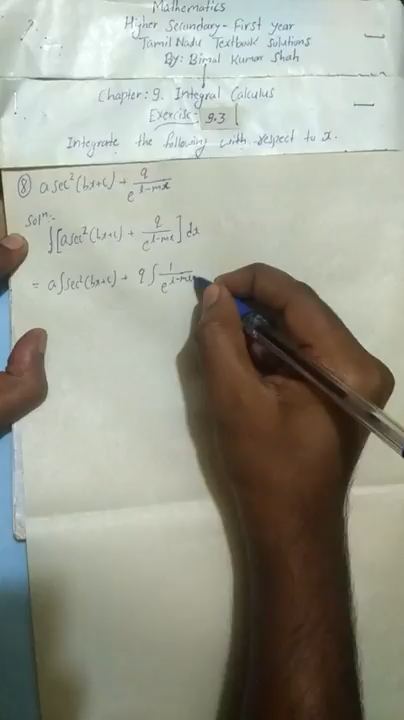 Mathematics
Higher Secondary - First year
Tamil Nadu Textbook Solutions
By: Bimal Kumar Shah
Chapter: 9. Integral Calculus
Exercise: 9.3
Integrate the following with respect to x.
⑧ a sec²(bx+c) + q/e^(l-mx)
Solⁿ:-
∫[a sec²(bx+c) + q/e^(l-mx)] dx
= a∫sec²(bx+c) + q∫ 1/e^(l-mx)